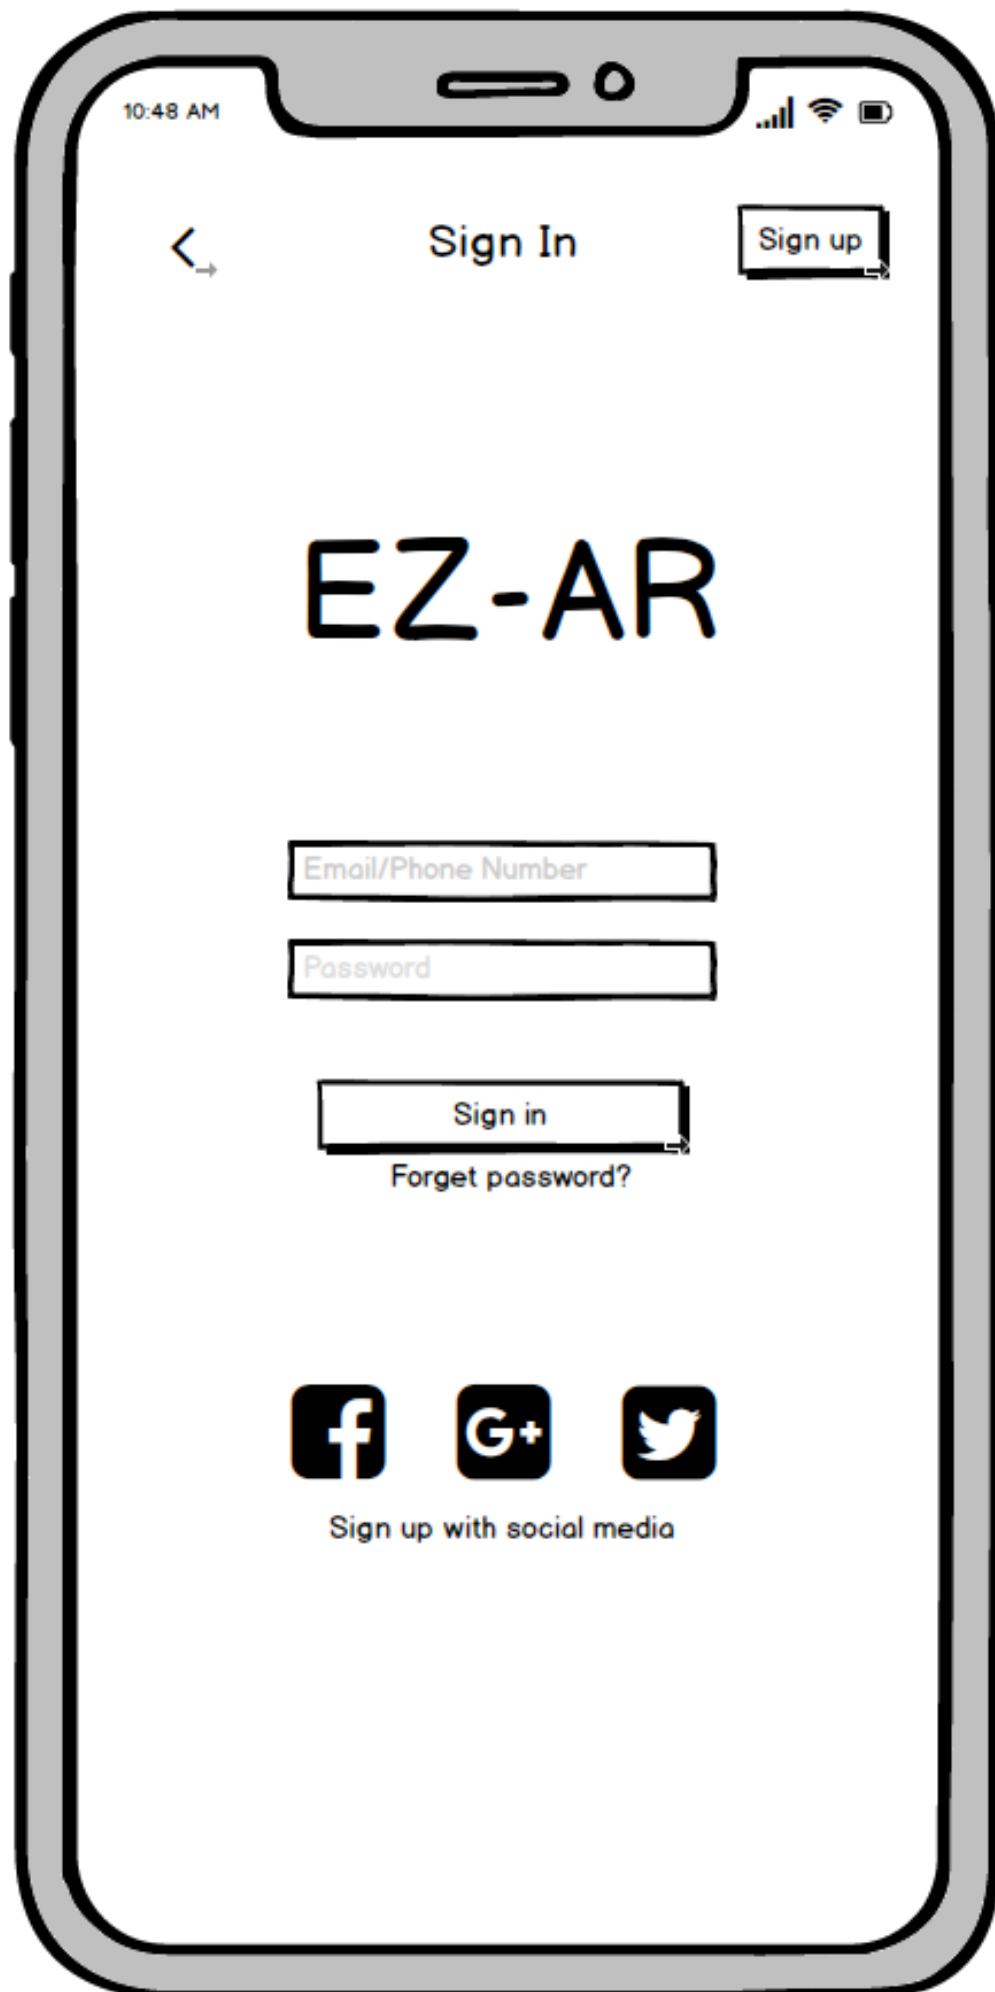 10:48 AM
Sign In
Sign up
EZ-AR
Email/Phone Number
Password
Sign in
Forget password?
f G+
Sign up with social media